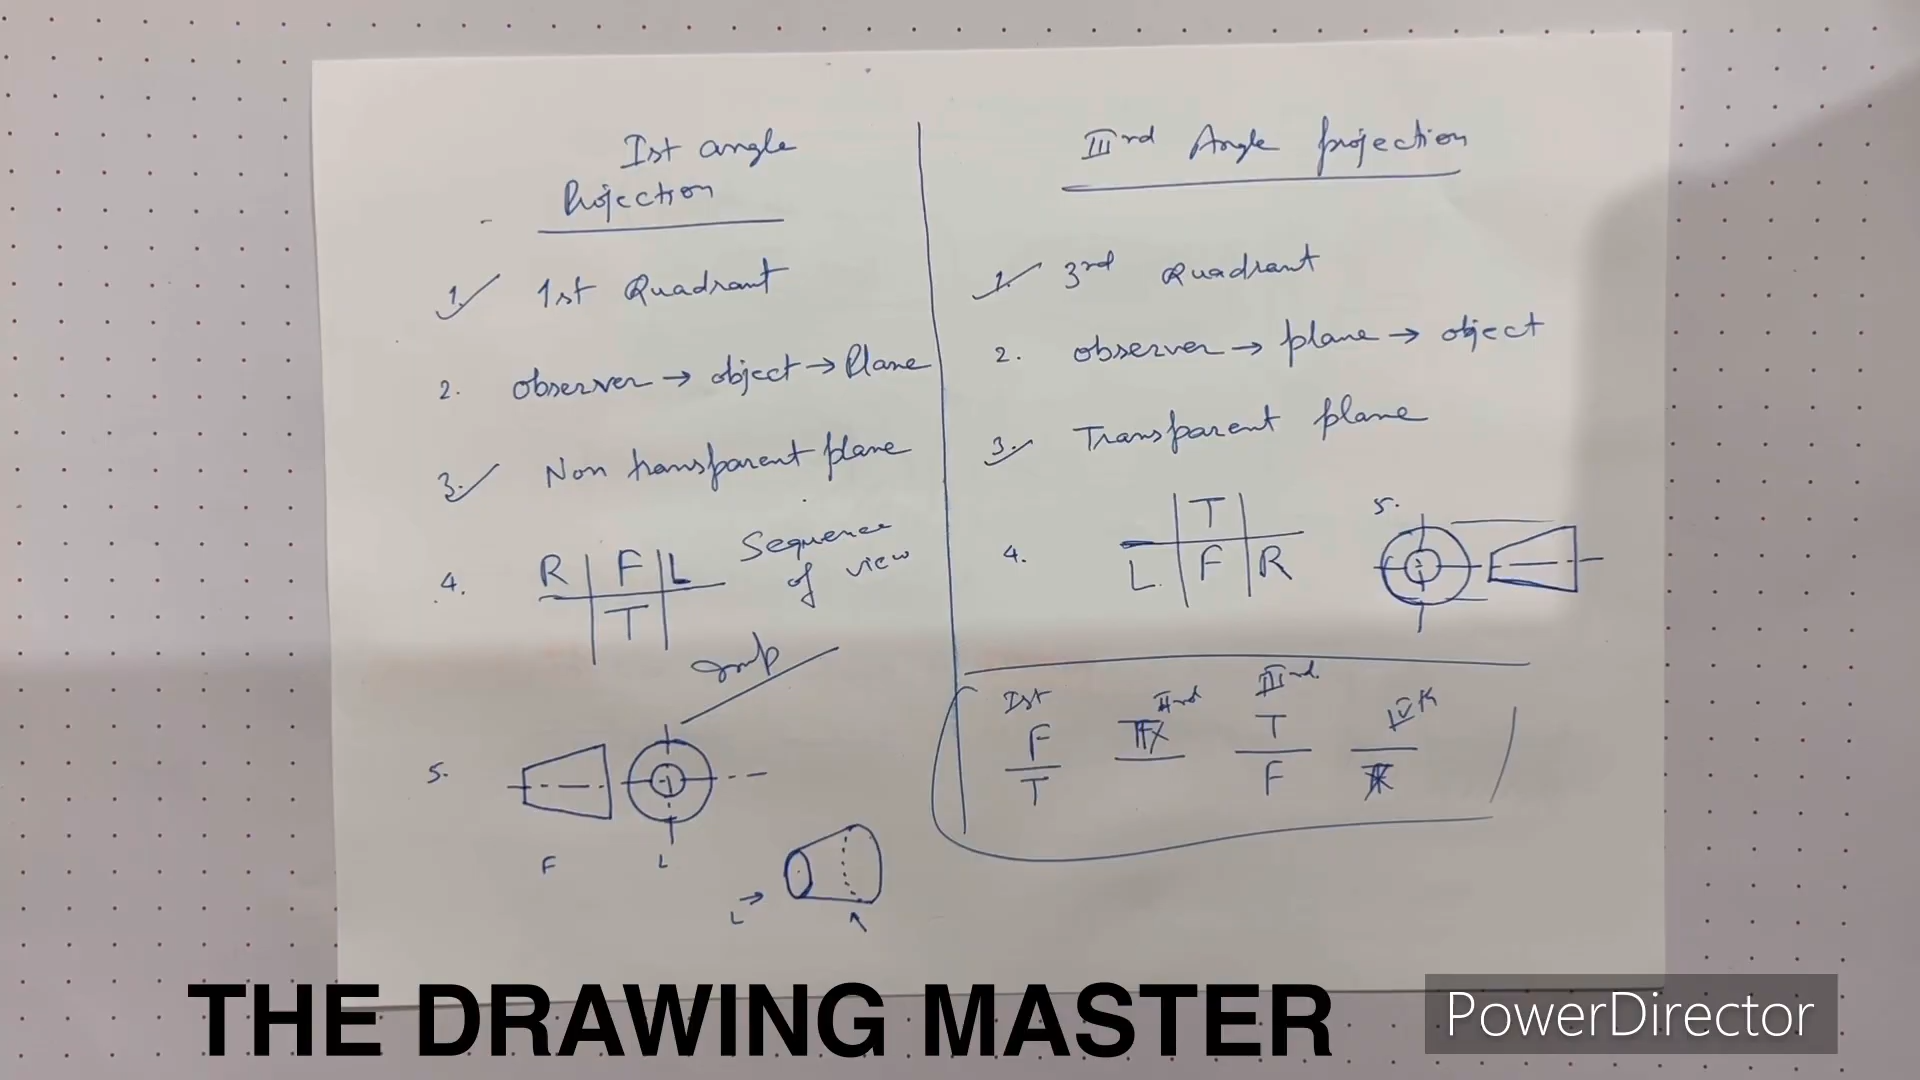 Ist angle
Projection
1. 1st Quadrant
2. observer → object → Plane
3. Non transparent plane
4. R F L
T
Sequence
of view
Imp
5.
F L
L →
IIIrd Angle projection
1. 3rd Quadrant
2. observer → plane → object
3. Transparent plane
4. T
L. F R
5.
Ist
F
T
IInd
IIIrd
T
F
IVth
THE DRAWING MASTER
PowerDirector